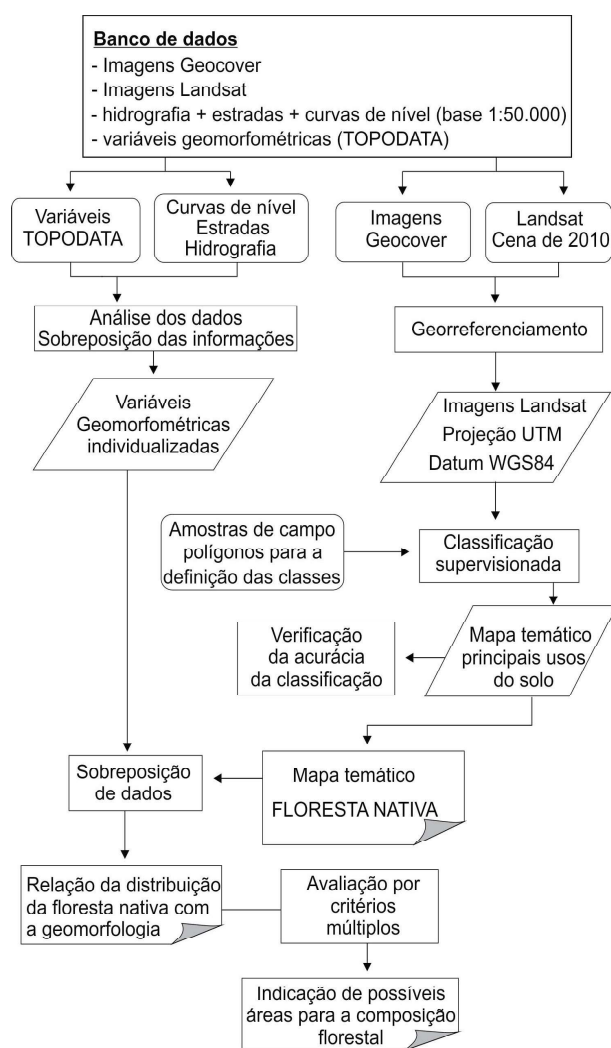 Banco de dados
- Imagens Geocover
- Imagens Landsat
- hidrografia + estradas + curvas de nível (base 1:50.000)
- variáveis geomorfométricas (TOPODATA)
Variáveis
TOPODATA
Curvas de nível
Estradas
Hidrografia
Imagens
Geocover
Landsat
Cena de 2010
Análise dos dados
Sobreposição das informações
Georreferenciamento
Variáveis
Geomorfométricas
individualizadas
Imagens Landsat
Projeção UTM
Datum WGS84
Amostras de campo
polígonos para a
definição das classes
Classificação
supervisionada
Verificação
da acurácia
da classificação
Mapa temático
principais usos
do solo
Sobreposição
de dados
Mapa temático
FLORESTA NATIVA
Relação da distribuição
da floresta nativa com
a geomorfologia
Avaliação por
critérios
múltiplos
Indicação de possíveis
áreas para a composição
florestal